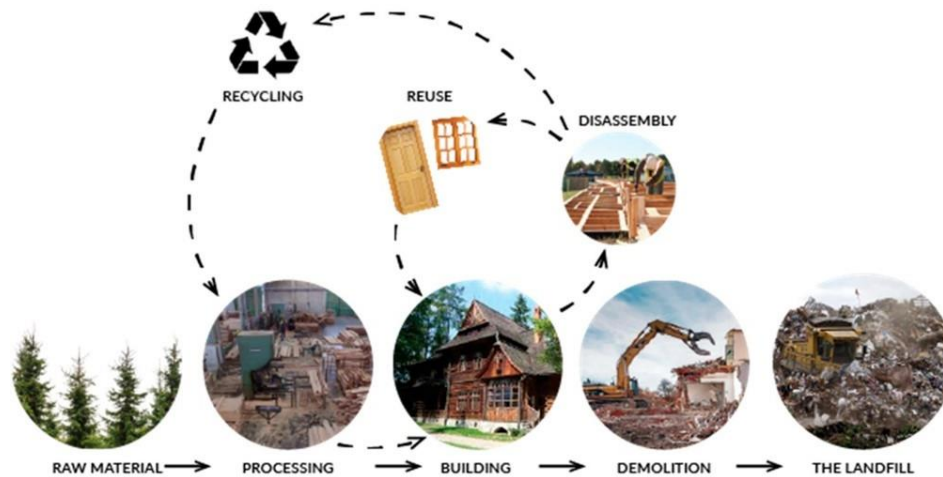 RECYCLING
REUSE
DISASSEMBLY
RAW MATERIAL
PROCESSING
BUILDING
DEMOLITION
THE LANDFILL